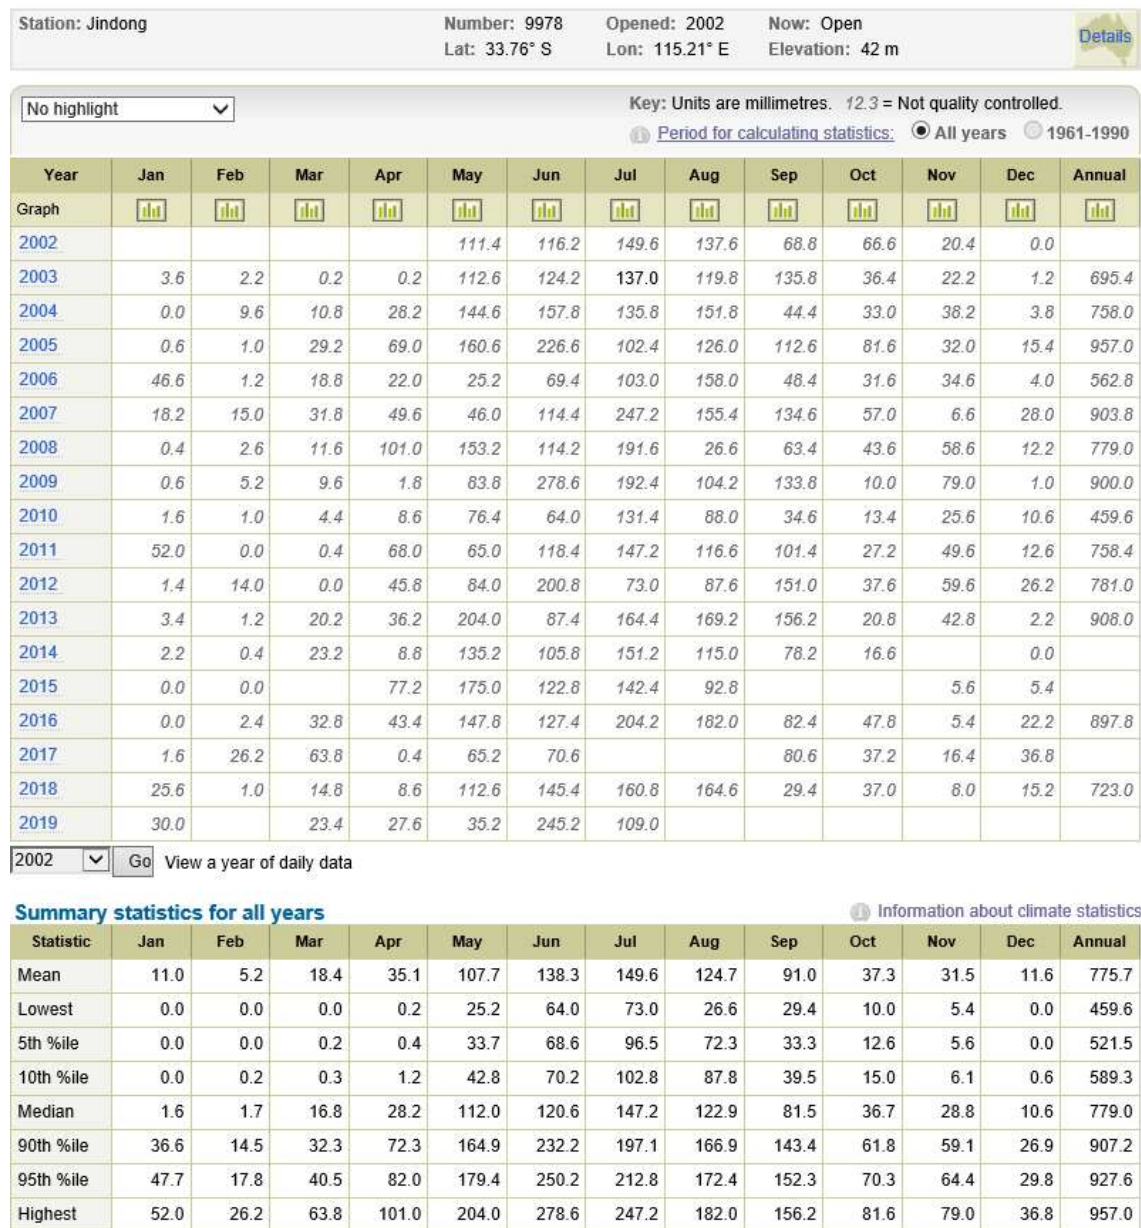 Station: Jindong Number: 9978 Opened: 2002 Now: Open
Lat: 33.76° S Lon: 115.21° E Elevation: 42 m
Details
No highlight
Key: Units are millimetres. 12.3 = Not quality controlled.
Period for calculating statistics: All years 1961-1990
Year Jan Feb Mar Apr May Jun Jul Aug Sep Oct Nov Dec Annual
Graph
2002 111.4 116.2 149.6 137.6 68.8 66.6 20.4 0.0
2003 3.6 2.2 0.2 0.2 112.6 124.2 137.0 119.8 135.8 36.4 22.2 1.2 695.4
2004 0.0 9.6 10.8 28.2 144.6 157.8 135.8 151.8 44.4 33.0 38.2 3.8 758.0
2005 0.6 1.0 29.2 69.0 160.6 226.6 102.4 126.0 112.6 81.6 32.0 15.4 957.0
2006 46.6 1.2 18.8 22.0 25.2 69.4 103.0 158.0 48.4 31.6 34.6 4.0 562.8
2007 18.2 15.0 31.8 49.6 46.0 114.4 247.2 155.4 134.6 57.0 6.6 28.0 903.8
2008 0.4 2.6 11.6 101.0 153.2 114.2 191.6 26.6 63.4 43.6 58.6 12.2 779.0
2009 0.6 5.2 9.6 1.8 83.8 278.6 192.4 104.2 133.8 10.0 79.0 1.0 900.0
2010 1.6 1.0 4.4 8.6 76.4 64.0 131.4 88.0 34.6 13.4 25.6 10.6 459.6
2011 52.0 0.0 0.4 68.0 65.0 118.4 147.2 116.6 101.4 27.2 49.6 12.6 758.4
2012 1.4 14.0 0.0 45.8 84.0 200.8 73.0 87.6 151.0 37.6 59.6 26.2 781.0
2013 3.4 1.2 20.2 36.2 204.0 87.4 164.4 169.2 156.2 20.8 42.8 2.2 908.0
2014 2.2 0.4 23.2 8.8 135.2 105.8 151.2 115.0 78.2 16.6 0.0
2015 0.0 0.0 77.2 175.0 122.8 142.4 92.8 5.6 5.4
2016 0.0 2.4 32.8 43.4 147.8 127.4 204.2 182.0 82.4 47.8 5.4 22.2 897.8
2017 1.6 26.2 63.8 0.4 65.2 70.6 80.6 37.2 16.4 36.8
2018 25.6 1.0 14.8 8.6 112.6 145.4 160.8 164.6 29.4 37.0 8.0 15.2 723.0
2019 30.0 23.4 27.6 35.2 245.2 109.0
2002 Go View a year of daily data
Summary statistics for all years Information about climate statistics
Statistic Jan Feb Mar Apr May Jun Jul Aug Sep Oct Nov Dec Annual
Mean 11.0 5.2 18.4 35.1 107.7 138.3 149.6 124.7 91.0 37.3 31.5 11.6 775.7
Lowest 0.0 0.0 0.0 0.2 25.2 64.0 73.0 26.6 29.4 10.0 5.4 0.0 459.6
5th %ile 0.0 0.0 0.2 0.4 33.7 68.6 96.5 72.3 33.3 12.6 5.6 0.0 521.5
10th %ile 0.0 0.2 0.3 1.2 42.8 70.2 102.8 87.8 39.5 15.0 6.1 0.6 589.3
Median 1.6 1.7 16.8 28.2 112.0 120.6 147.2 122.9 81.5 36.7 28.8 10.6 779.0
90th %ile 36.6 14.5 32.3 72.3 164.9 232.2 197.1 166.9 143.4 61.8 59.1 26.9 907.2
95th %ile 47.7 17.8 40.5 82.0 179.4 250.2 212.8 172.4 152.3 70.3 64.4 29.8 927.6
Highest 52.0 26.2 63.8 101.0 204.0 278.6 247.2 182.0 156.2 81.6 79.0 36.8 957.0